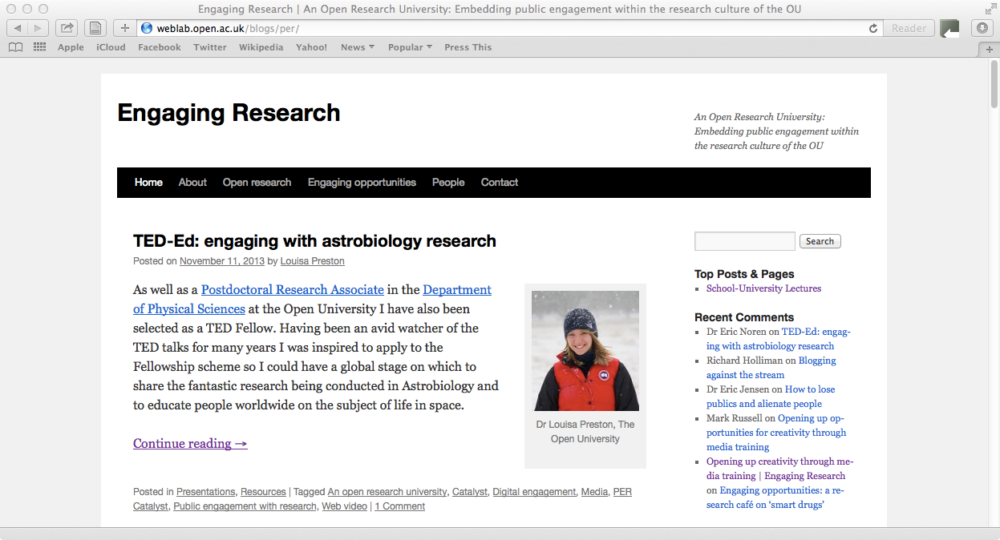 Engaging Research | An Open Research University: Embedding public engagement within the research culture of the OU
weblab.open.ac.uk/blogs/per/
Reader
Apple iCloud Facebook Twitter Wikipedia Yahoo! News Popular Press This
Engaging Research
An Open Research University:
Embedding public engagement within
the research culture of the OU
Home About Open research Engaging opportunities People Contact
TED-Ed: engaging with astrobiology research
Posted on November 11, 2013 by Louisa Preston
As well as a Postdoctoral Research Associate in the Department
of Physical Sciences at the Open University I have also been
selected as a TED Fellow. Having been an avid watcher of the
TED talks for many years I was inspired to apply to the
Fellowship scheme so I could have a global stage on which to
share the fantastic research being conducted in Astrobiology and
to educate people worldwide on the subject of life in space.
Dr Louisa Preston, The
Open University
Continue reading →
Posted in Presentations, Resources | Tagged An open research university, Catalyst, Digital engagement, Media, PER
Catalyst, Public engagement with research, Web video | 1 Comment
Search
Top Posts & Pages
School-University Lectures
Recent Comments
Dr Eric Noren on TED-Ed: engag-
ing with astrobiology research
Richard Holliman on Blogging
against the stream
Dr Eric Jensen on How to lose
publics and alienate people
Mark Russell on Opening up op-
portunities for creativity through
media training
Opening up creativity through me-
dia training | Engaging Research
on Engaging opportunities: a re-
search café on ‘smart drugs’